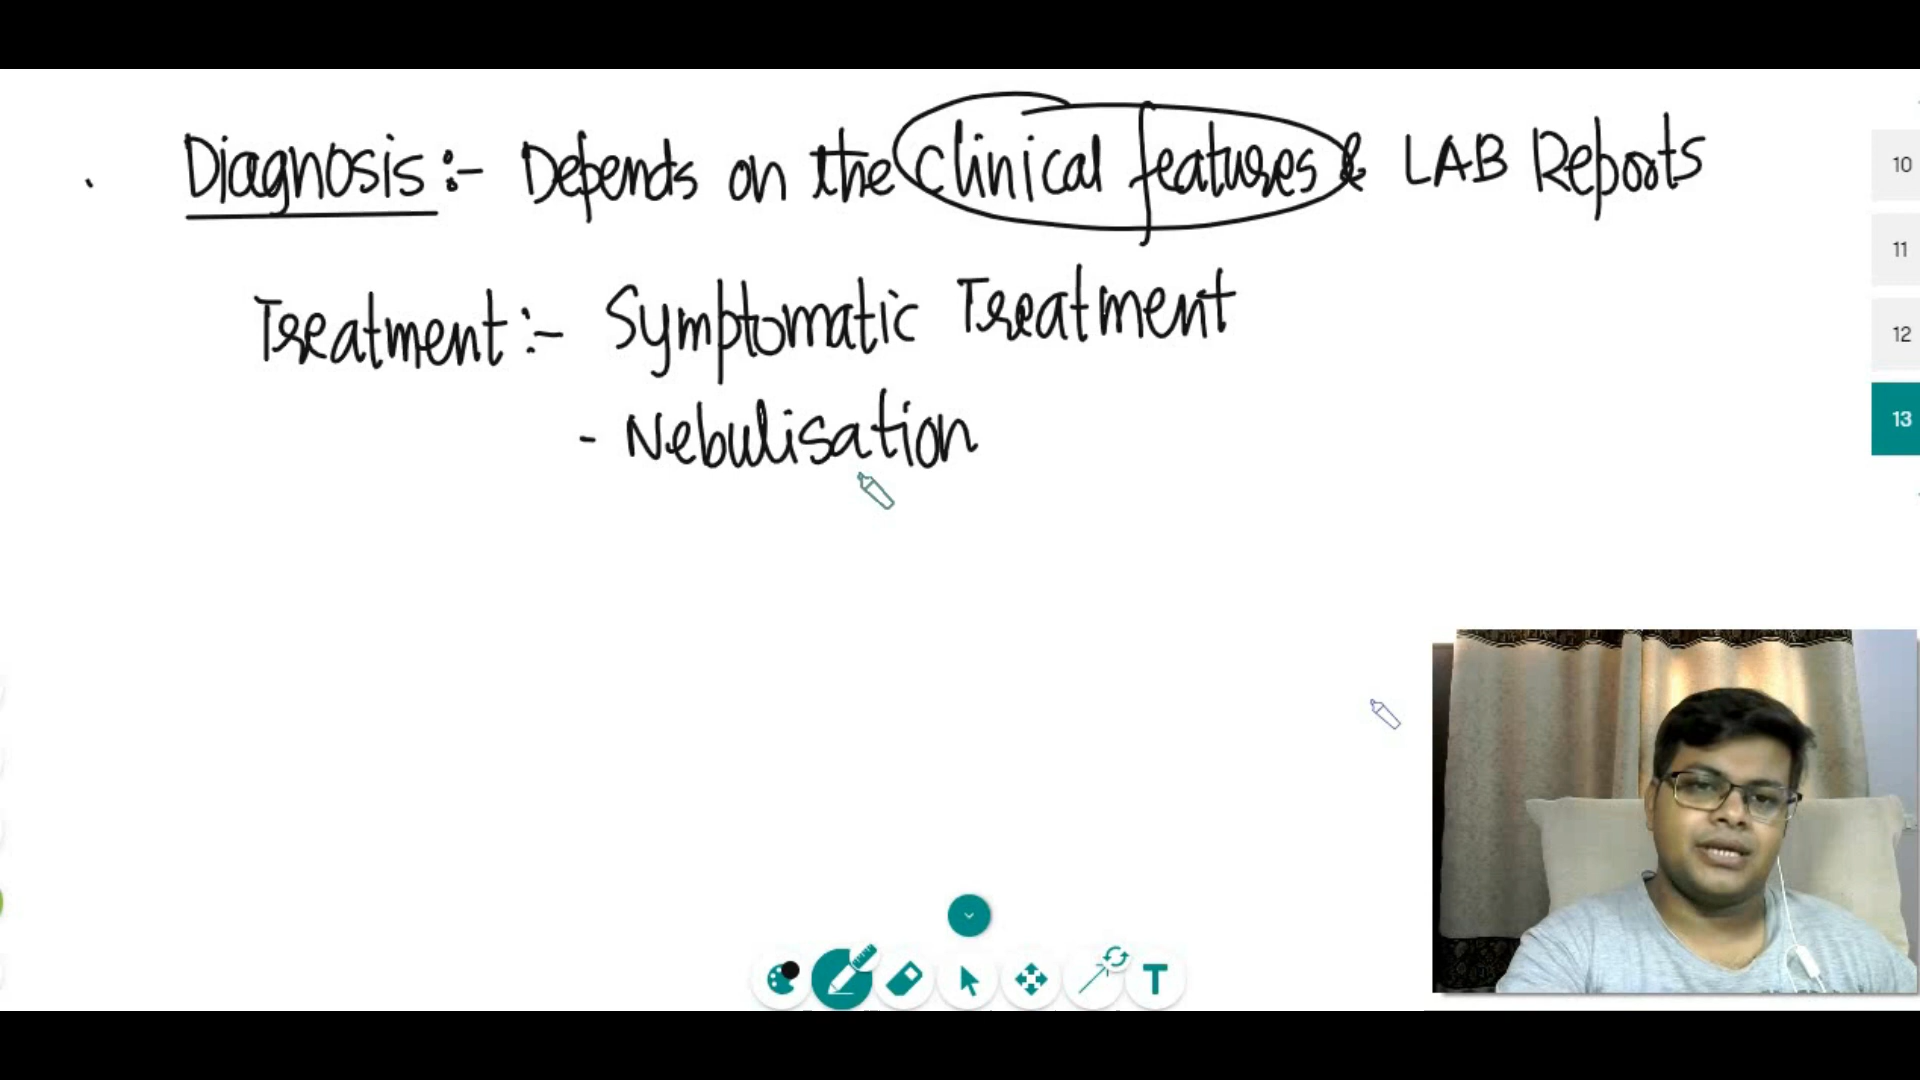 Diagnosis :- Depends on the clinical features & LAB Reports
Treatment :- Symptomatic Treatment
- Nebulisation
10
11
12
13
T